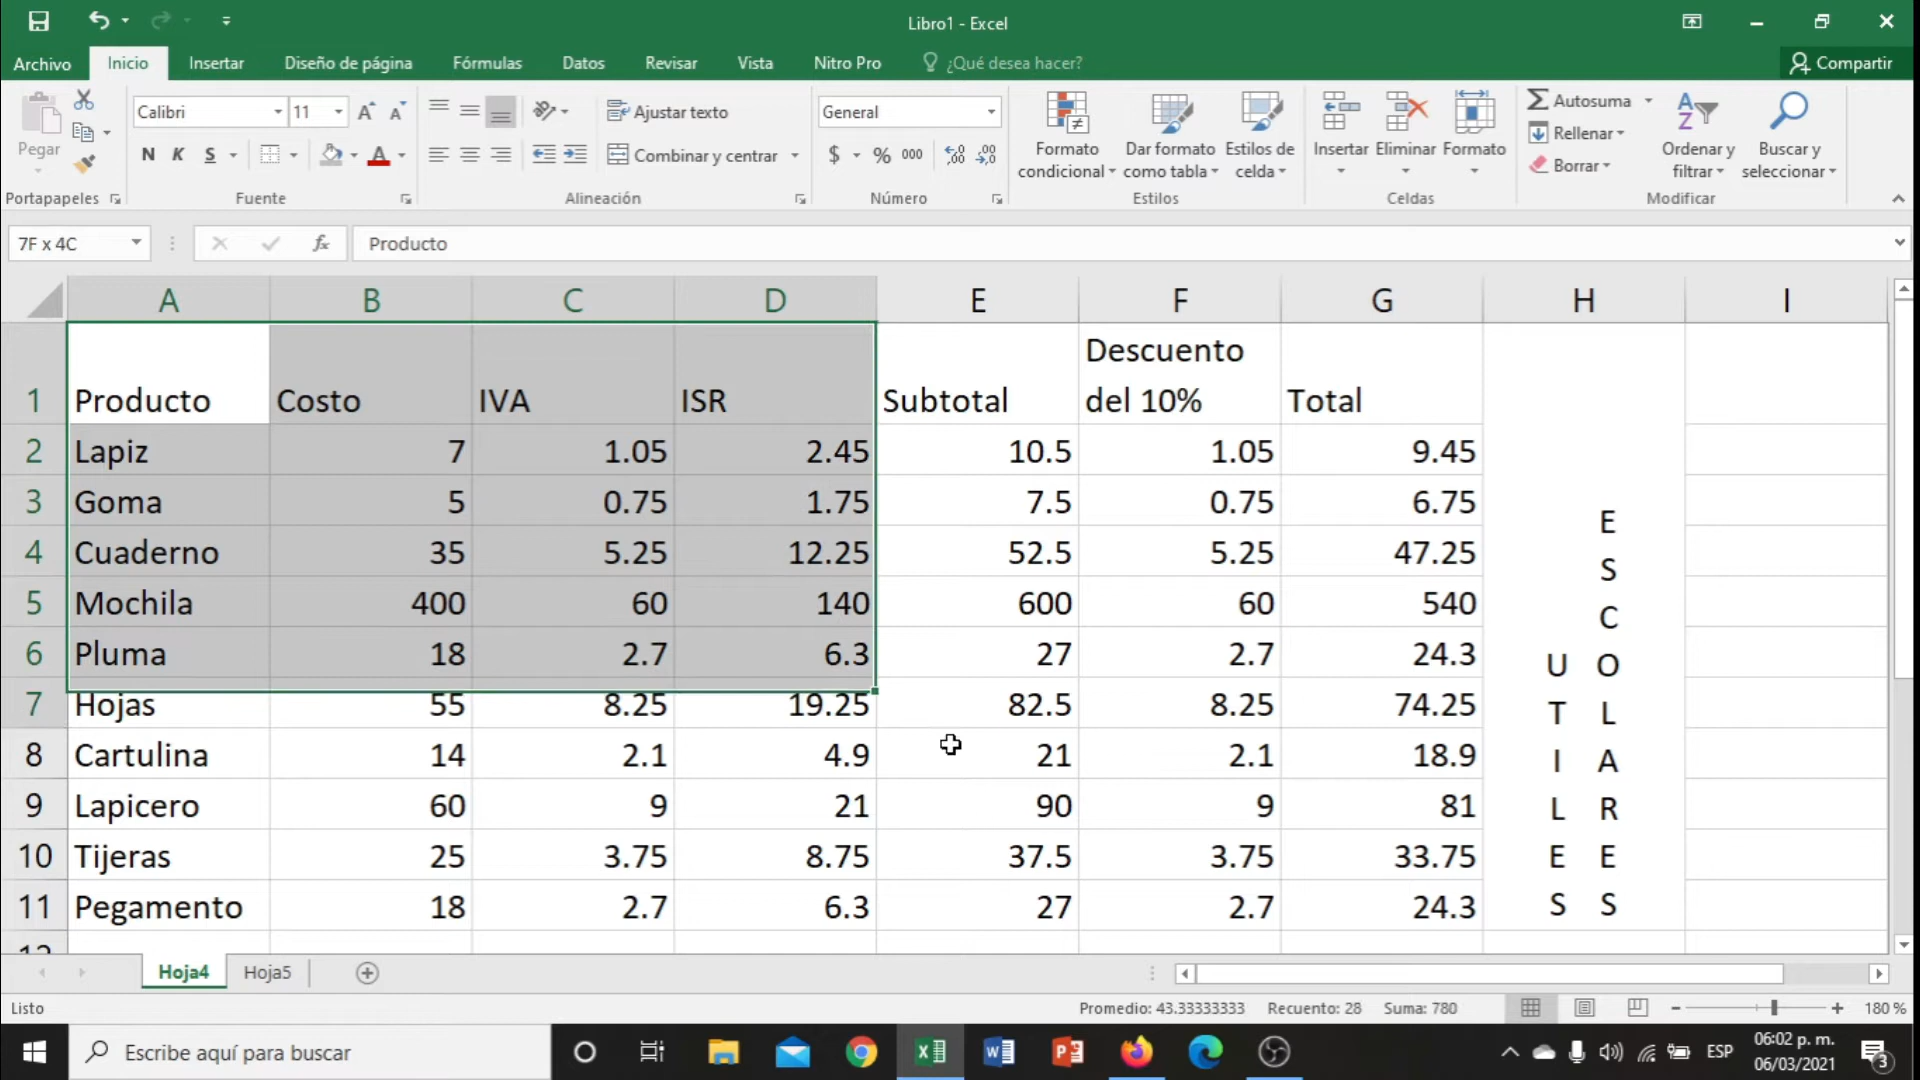 Libro1 - Excel
Archivo Inicio Insertar Diseño de página Fórmulas Datos Revisar Vista Nitro Pro ¿Qué desea hacer? Compartir
Pegar
Portapapeles
Calibri 11
N K S
Fuente
Ajustar texto
Combinar y centrar
Alineación
General
$ % 000
Número
Formato condicional
Dar formato como tabla
Estilos de celda
Estilos
Insertar Eliminar Formato
Celdas
Autosuma
Rellenar
Borrar
Ordenar y filtrar
Buscar y seleccionar
Modificar
7F x 4C fx Producto
A B C D E F G H I
1 Producto Costo IVA ISR Subtotal Descuento del 10% Total
2 Lapiz 7 1.05 2.45 10.5 1.05 9.45
3 Goma 5 0.75 1.75 7.5 0.75 6.75
4 Cuaderno 35 5.25 12.25 52.5 5.25 47.25
5 Mochila 400 60 140 600 60 540
6 Pluma 18 2.7 6.3 27 2.7 24.3
7 Hojas 55 8.25 19.25 82.5 8.25 74.25
8 Cartulina 14 2.1 4.9 21 2.1 18.9
9 Lapicero 60 9 21 90 9 81
10 Tijeras 25 3.75 8.75 37.5 3.75 33.75
11 Pegamento 18 2.7 6.3 27 2.7 24.3
12
UTILES
ESCOLARES
Hoja4 Hoja5
Listo Promedio: 43.33333333 Recuento: 28 Suma: 780 180 %
Escribe aquí para buscar
ESP
06:02 p. m.
06/03/2021
3